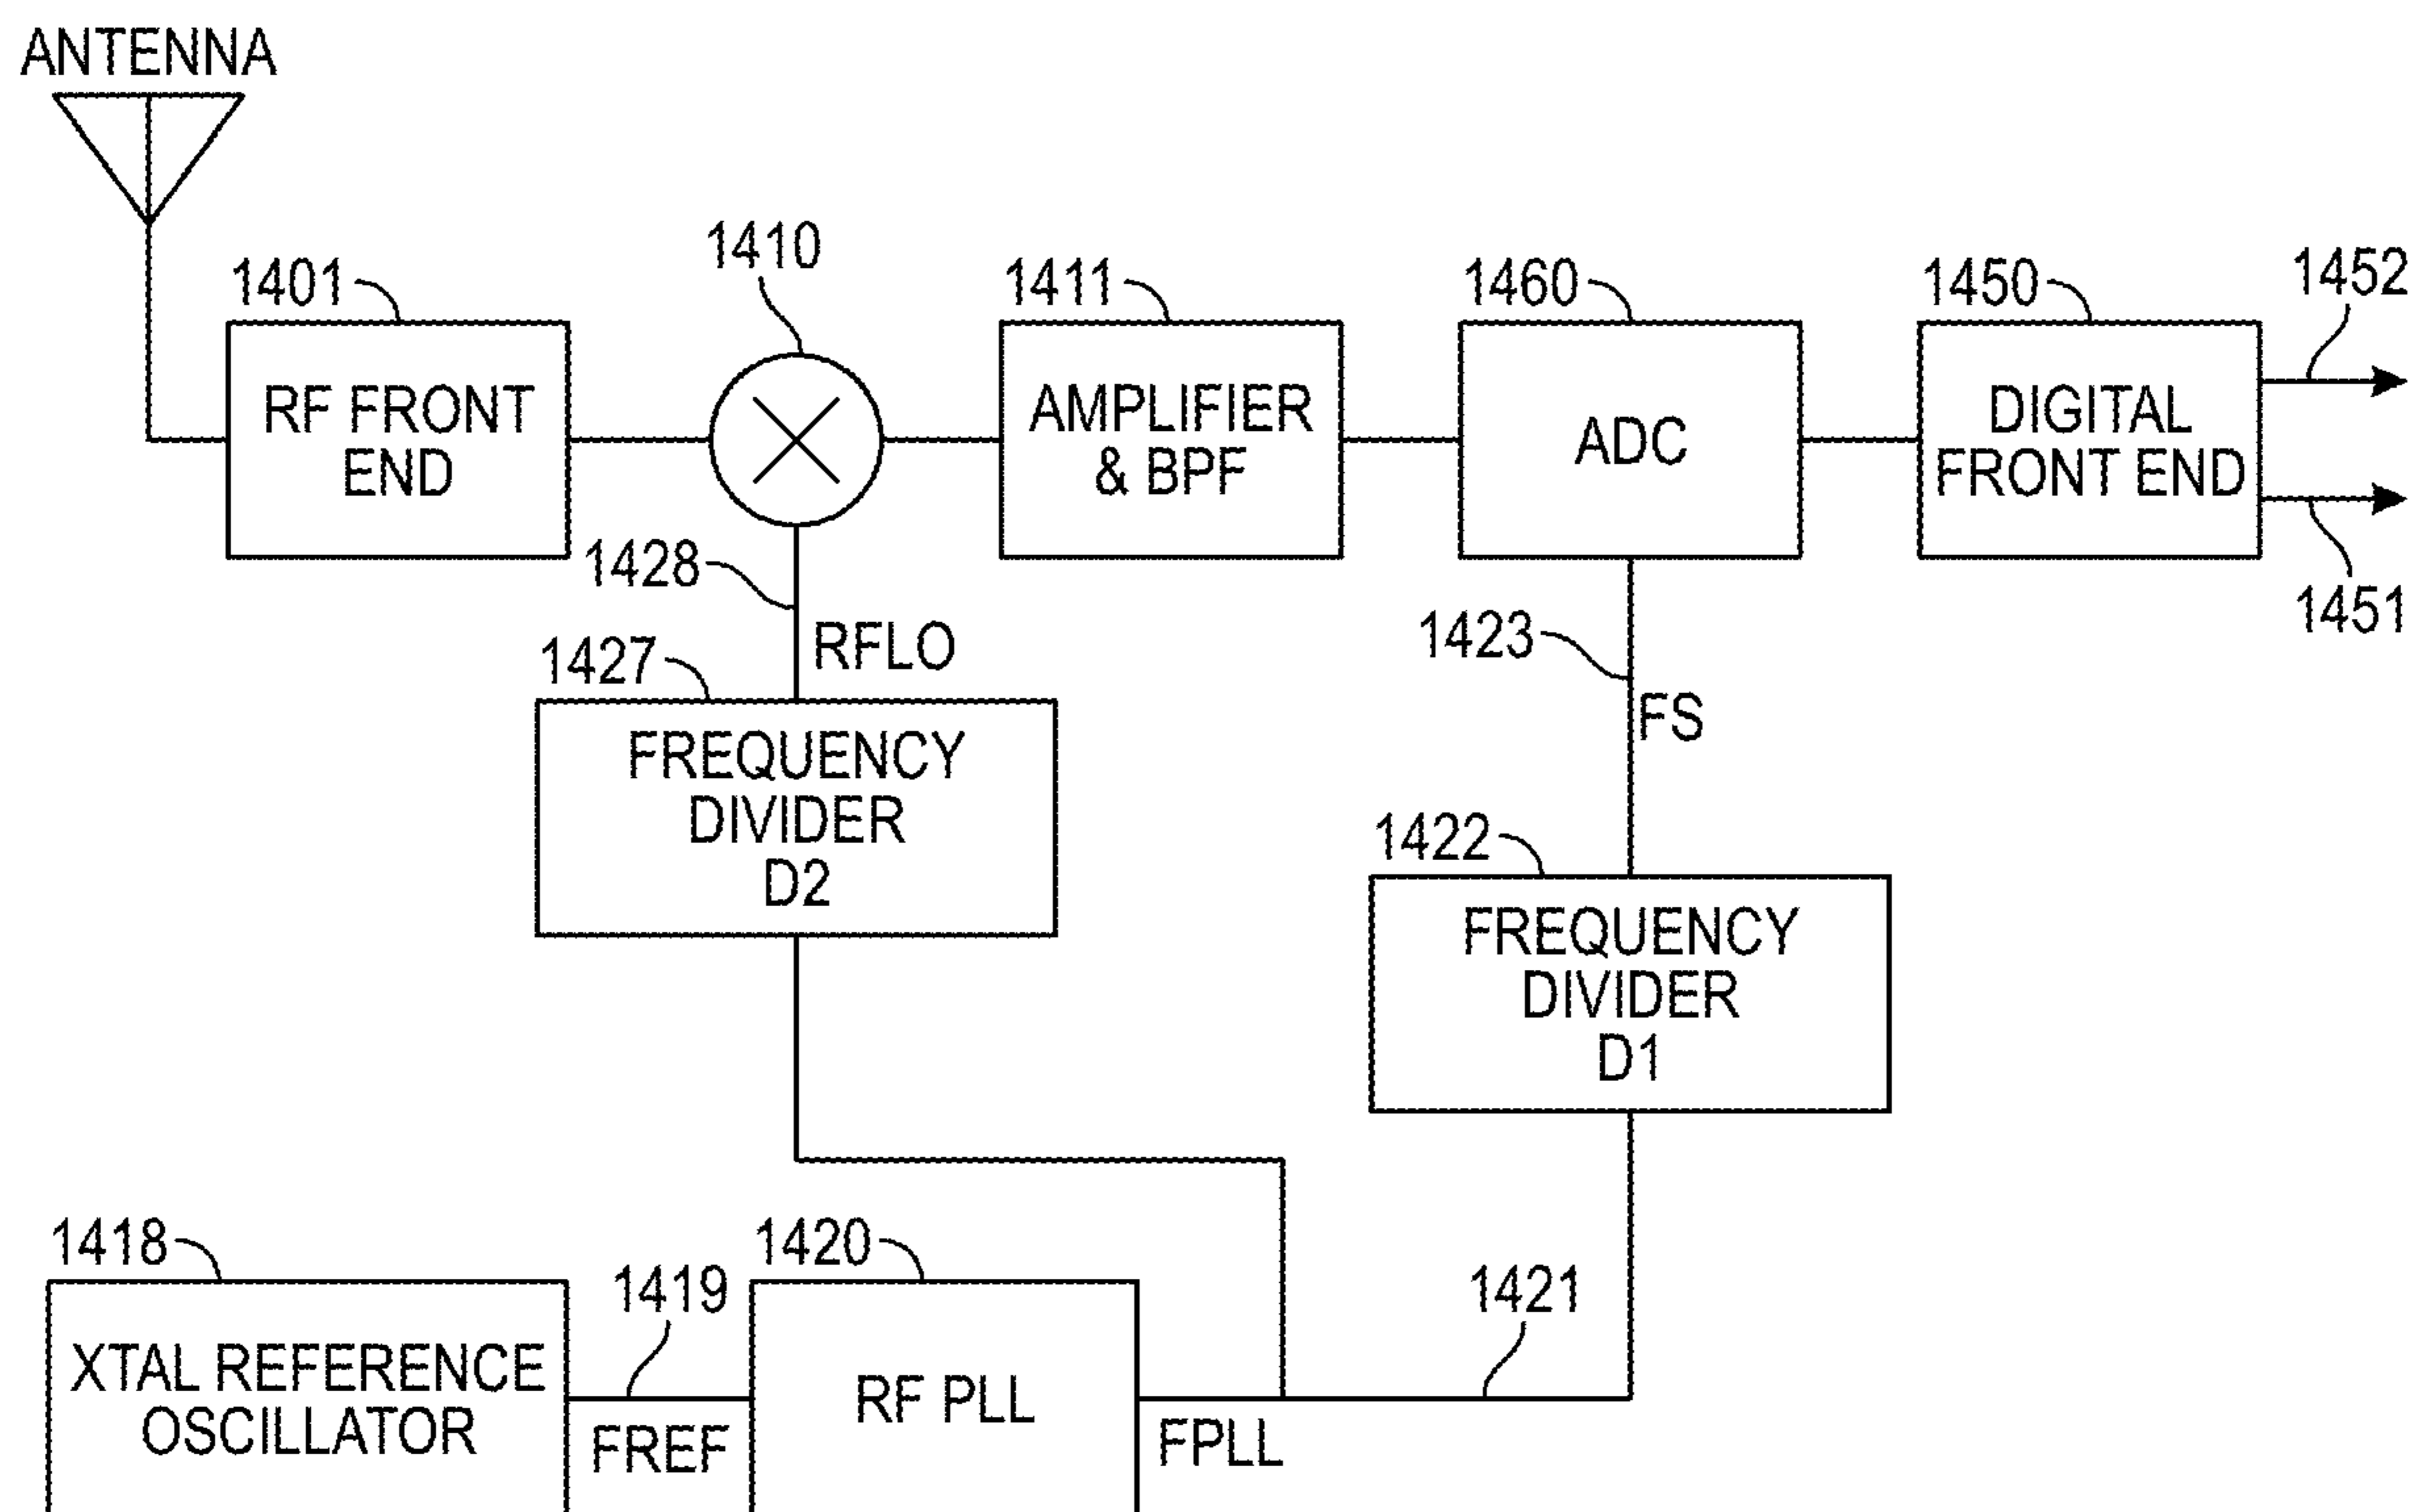 ANTENNA
1401
1410
1411
1460
1450
1452
RF FRONT
END
AMPLIFIER
& BPF
ADC
DIGITAL
FRONT END
1451
1428
RFLO
1423
FS
1427
FREQUENCY
DIVIDER
D2
1422
FREQUENCY
DIVIDER
D1
1418
XTAL REFERENCE
OSCILLATOR
1419
FREF
1420
RF PLL
FPLL
1421